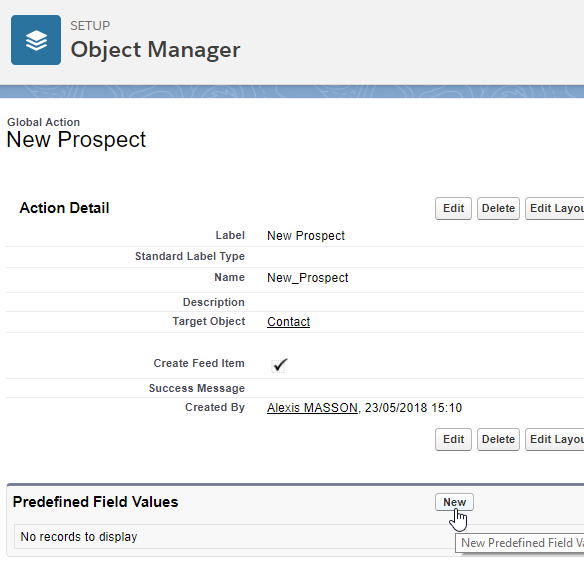 SETUP
Object Manager
Global Action
New Prospect
Action Detail
Edit Delete Edit Layou
Label New Prospect
Standard Label Type
Name New_Prospect
Description
Target Object Contact
Create Feed Item
Success Message
Created By Alexis MASSON, 23/05/2018 15:10
Edit Delete Edit Layou
Predefined Field Values New
No records to display
New Predefined Field Va